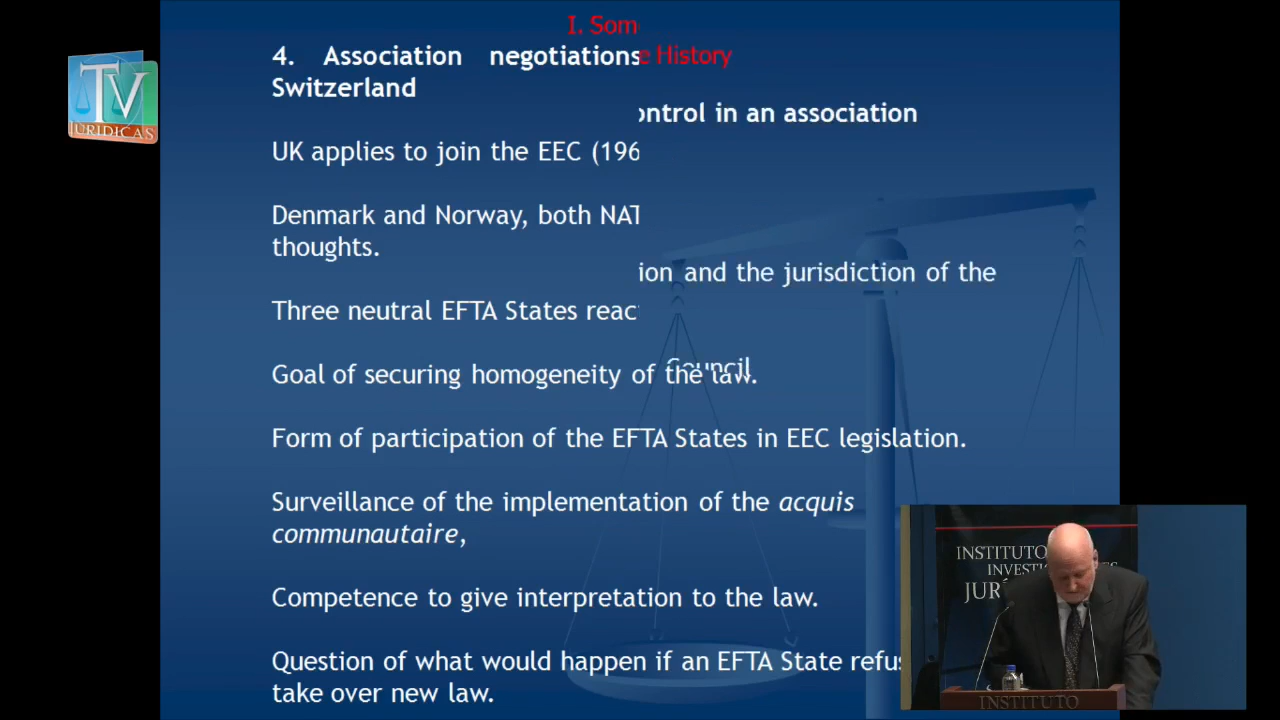 I. Som
e History
4. Association negotiations
Switzerland
ontrol in an association
UK applies to join the EEC (196
Denmark and Norway, both NAT
thoughts.
ion and the jurisdiction of the
Three neutral EFTA States reac
Council
Goal of securing homogeneity of the law.
Form of participation of the EFTA States in EEC legislation.
Surveillance of the implementation of the acquis
communautaire,
Competence to give interpretation to the law.
Question of what would happen if an EFTA State refus
take over new law.
TV
JURIDICAS
INSTITUTO
INVESTIG
JUR
INSTITUTO